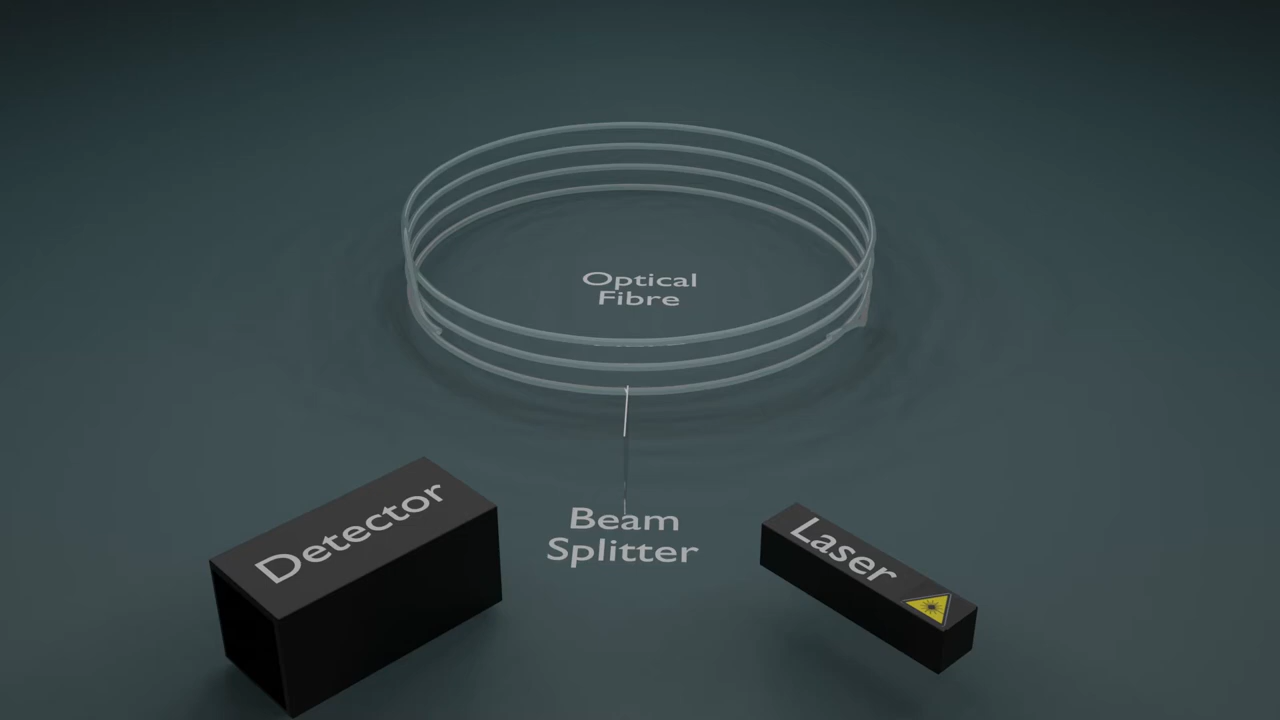 Optical
Fibre
Detector
Beam
Splitter
Laser